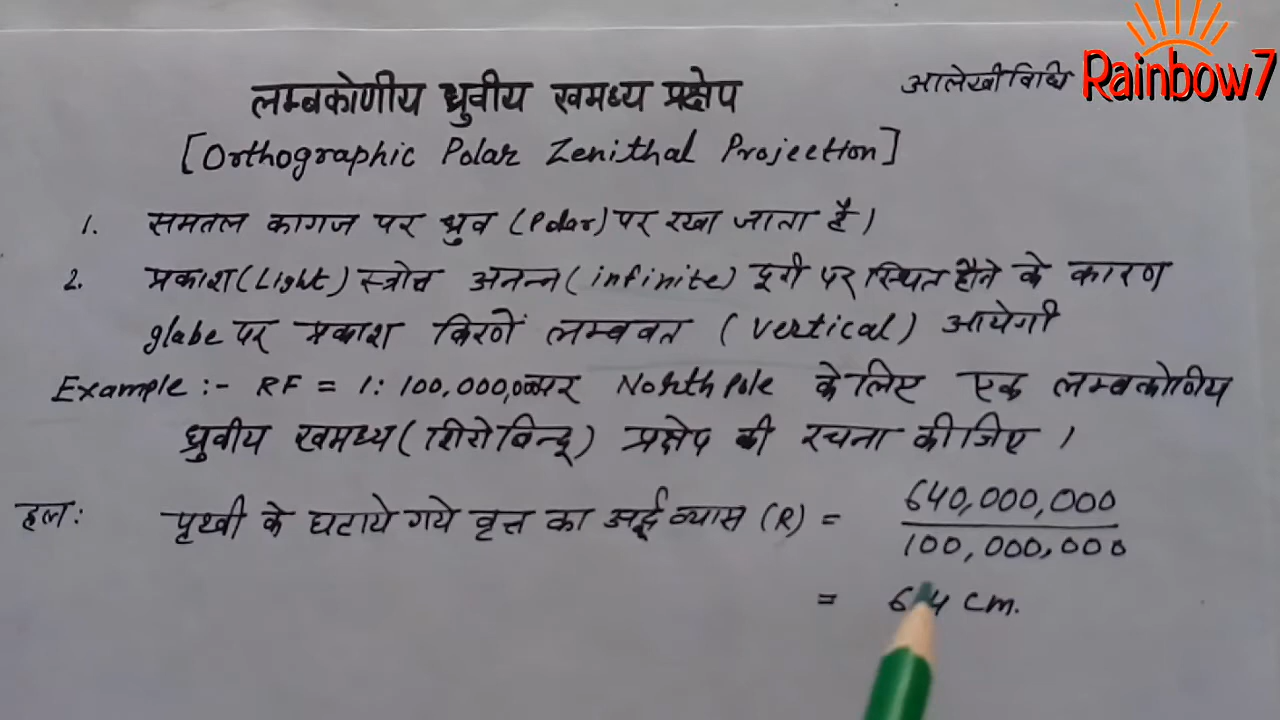 Rainbow7
आलेखी विधि
लम्बकोणीय ध्रुवीय खमध्य प्रक्षेप
[Orthographic Polar Zenithal Projection]
1. समतल कागज पर ध्रुव (Polar) पर रखा जाता है।
2. प्रकाश (Light) स्त्रोत अनन्त (infinite) दूरी पर स्थित होने के कारण
globe पर प्रकाश किरणें लम्बवत (vertical) आयेगी
Example :- RF = 1: 100,000,000 पर North Pole के लिए एक लम्बकोणीय
ध्रुवीय खमध्य (शिरोबिन्दू) प्रक्षेप की रचना कीजिए ।
हल: पृथ्वी के घटाये गये वृत्त का अर्द्ध व्यास (R) = 640,000,000
100,000,000
= 6.4 cm.